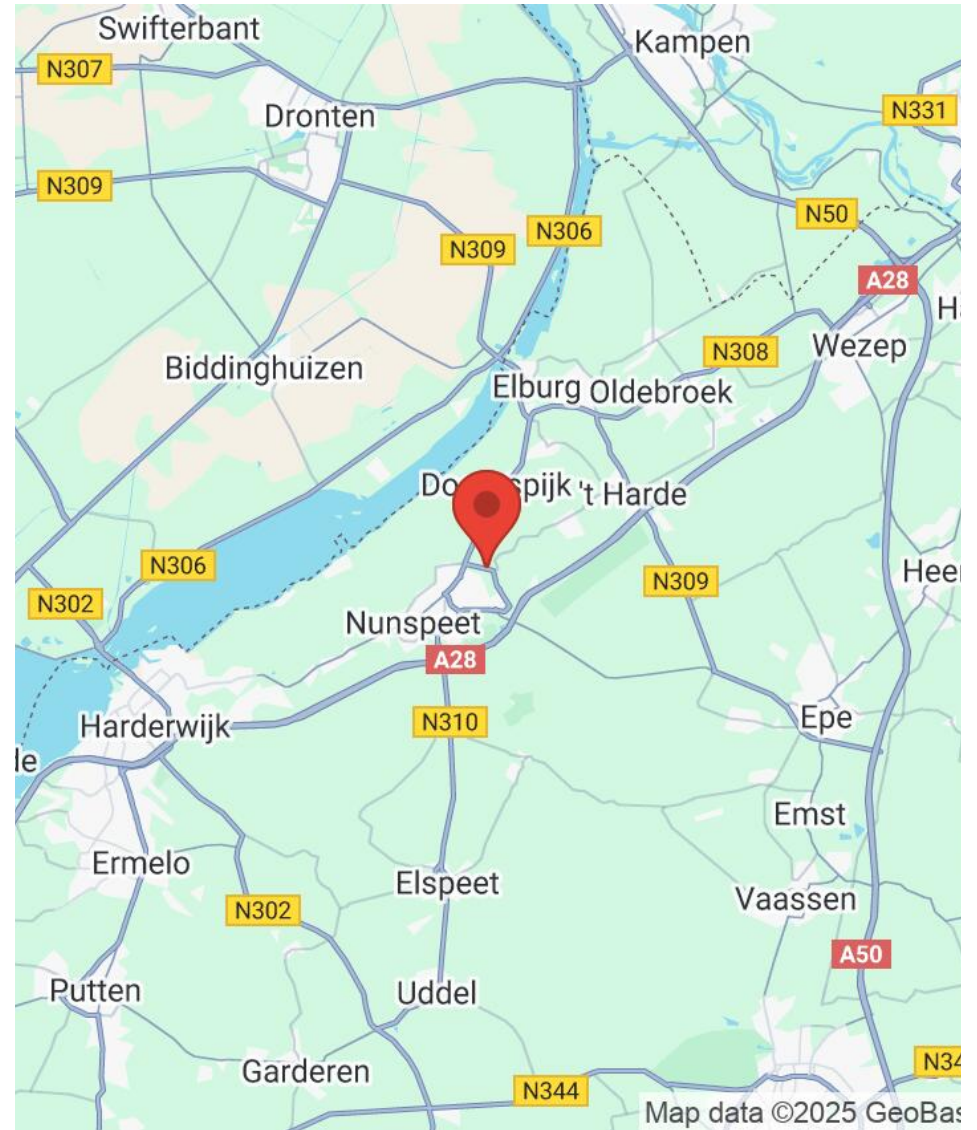 Swifterbant
Kampen
N307
N331
Dronten
N309
N50
N306
N309
A28
Wezep
N308
Biddinghuizen
Elburg
Oldebroek
't Harde
N306
N309
N302
Nunspeet
A28
Epe
N310
Harderwijk
Emst
Ermelo
Elspeet
Vaassen
N302
A50
Putten
Uddel
Garderen
N344
Map data ©2025